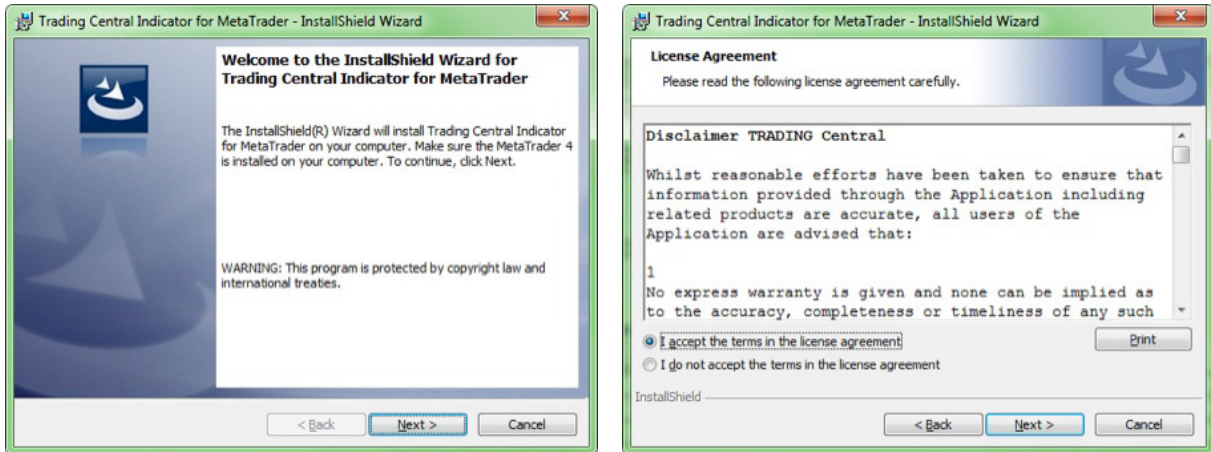 Trading Central Indicator for MetaTrader - InstallShield Wizard
Welcome to the InstallShield Wizard for
Trading Central Indicator for MetaTrader
The InstallShield(R) Wizard will install Trading Central Indicator
for MetaTrader on your computer. Make sure the MetaTrader 4
is installed on your computer. To continue, click Next.
WARNING: This program is protected by copyright law and
international treaties.
< Back
Next >
Cancel
Trading Central Indicator for MetaTrader - InstallShield Wizard
License Agreement
Please read the following license agreement carefully.
Disclaimer TRADING Central
Whilst reasonable efforts have been taken to ensure that
information provided through the Application including
related products are accurate, all users of the
Application are advised that:
1
No express warranty is given and none can be implied as
to the accuracy, completeness or timeliness of any such
I accept the terms in the license agreement
Print
I do not accept the terms in the license agreement
InstallShield
< Back
Next >
Cancel